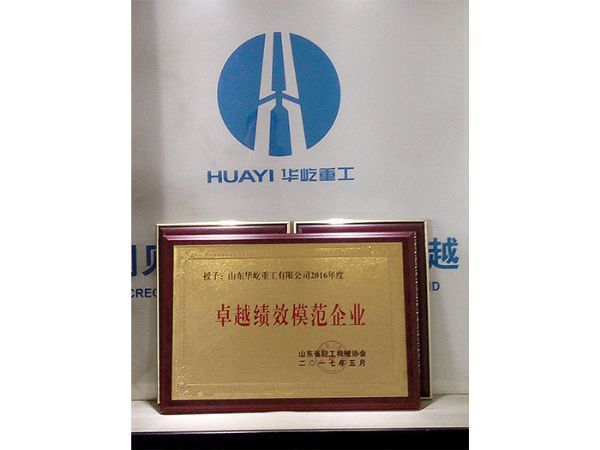 HUAYI 华屹重工
越
CREC
ND
授予：山东华屹重工有限公司2016年度
卓越绩效模范企业
山东省轻工机械协会
二〇一七年五月